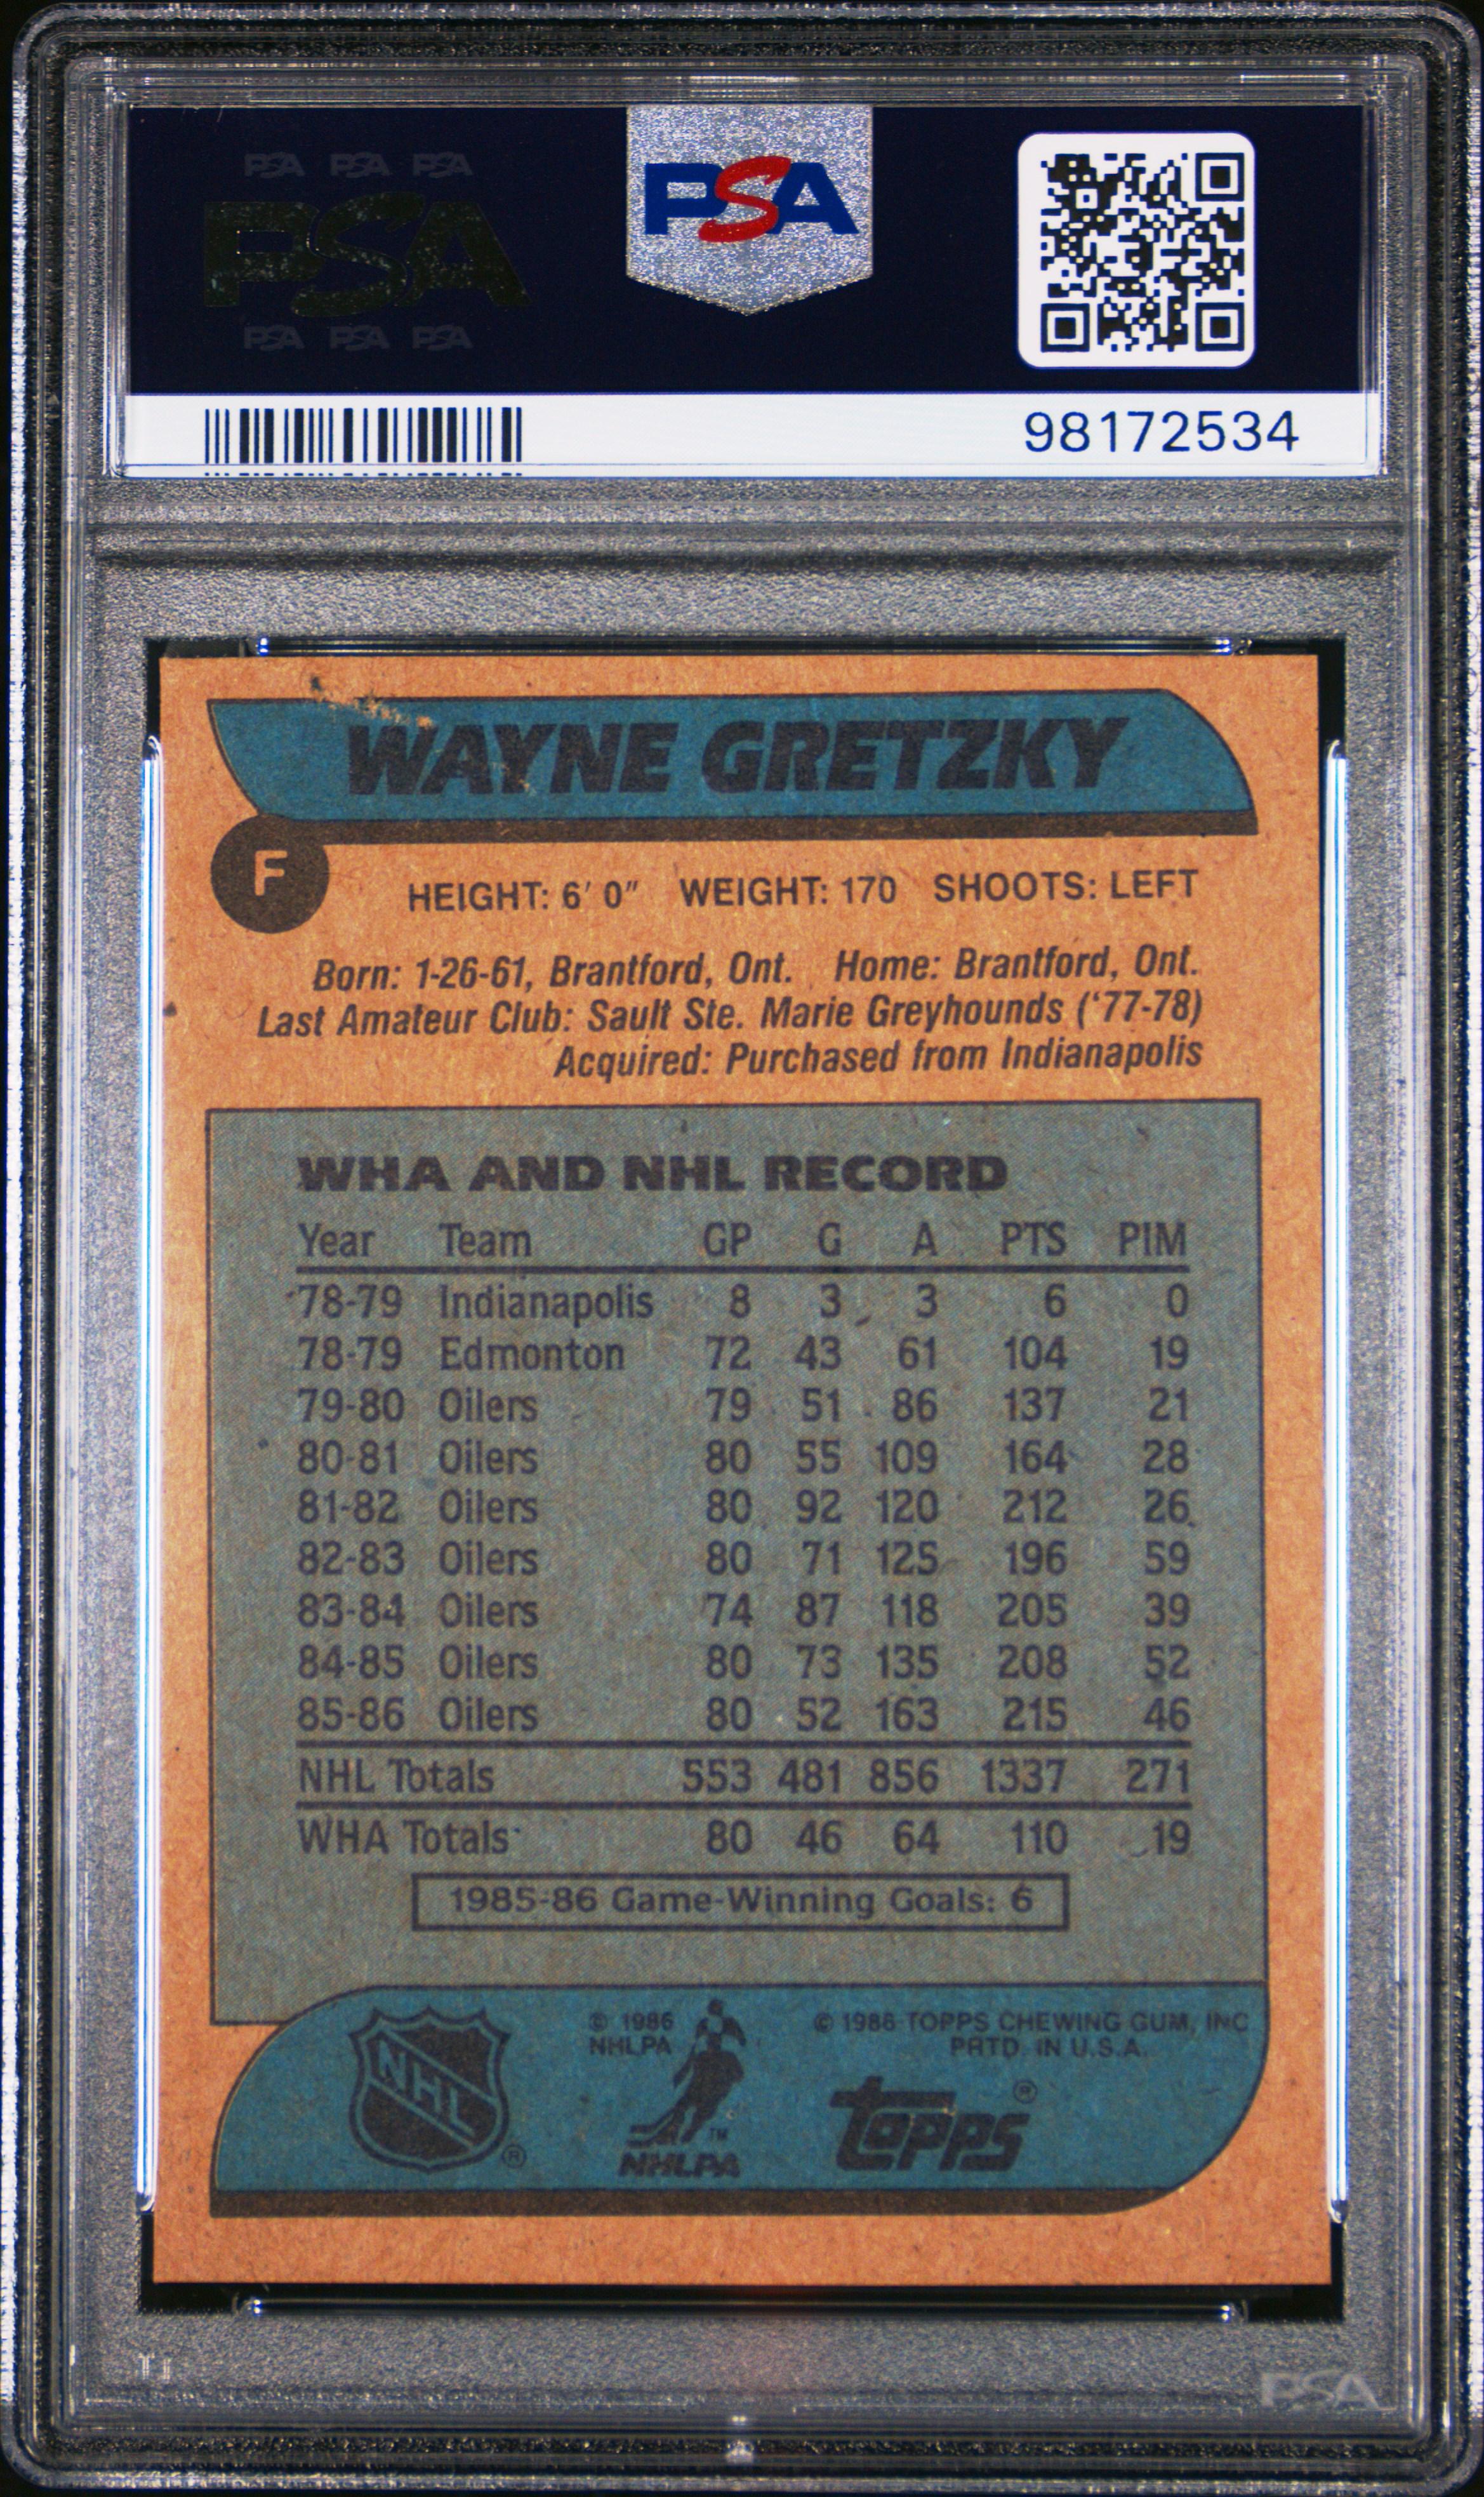 PSA PSA PSA
PSA
PSA PSA PSA
PSA
98172534
WAYNE GRETZKY
F
HEIGHT: 6' 0" WEIGHT: 170 SHOOTS: LEFT
Born: 1-26-61, Brantford, Ont. Home: Brantford, Ont.
Last Amateur Club: Sault Ste. Marie Greyhounds ('77-78)
Acquired: Purchased from Indianapolis
WHA AND NHL RECORD
Year Team GP G A PTS PIM
78-79 Indianapolis 8 3 3 6 0
78-79 Edmonton 72 43 61 104 19
79-80 Oilers 79 51 86 137 21
80-81 Oilers 80 55 109 164 28
81-82 Oilers 80 92 120 212 26
82-83 Oilers 80 71 125 196 59
83-84 Oilers 74 87 118 205 39
84-85 Oilers 80 73 135 208 52
85-86 Oilers 80 52 163 215 46
NHL Totals 553 481 856 1337 271
WHA Totals 80 46 64 110 19
1985-86 Game-Winning Goals: 6
NHL ®
© 1986
NHLPA
TM
NHLPA
© 1986 TOPPS CHEWING GUM, INC
PRTD. IN U.S.A.
topps ®
PSA